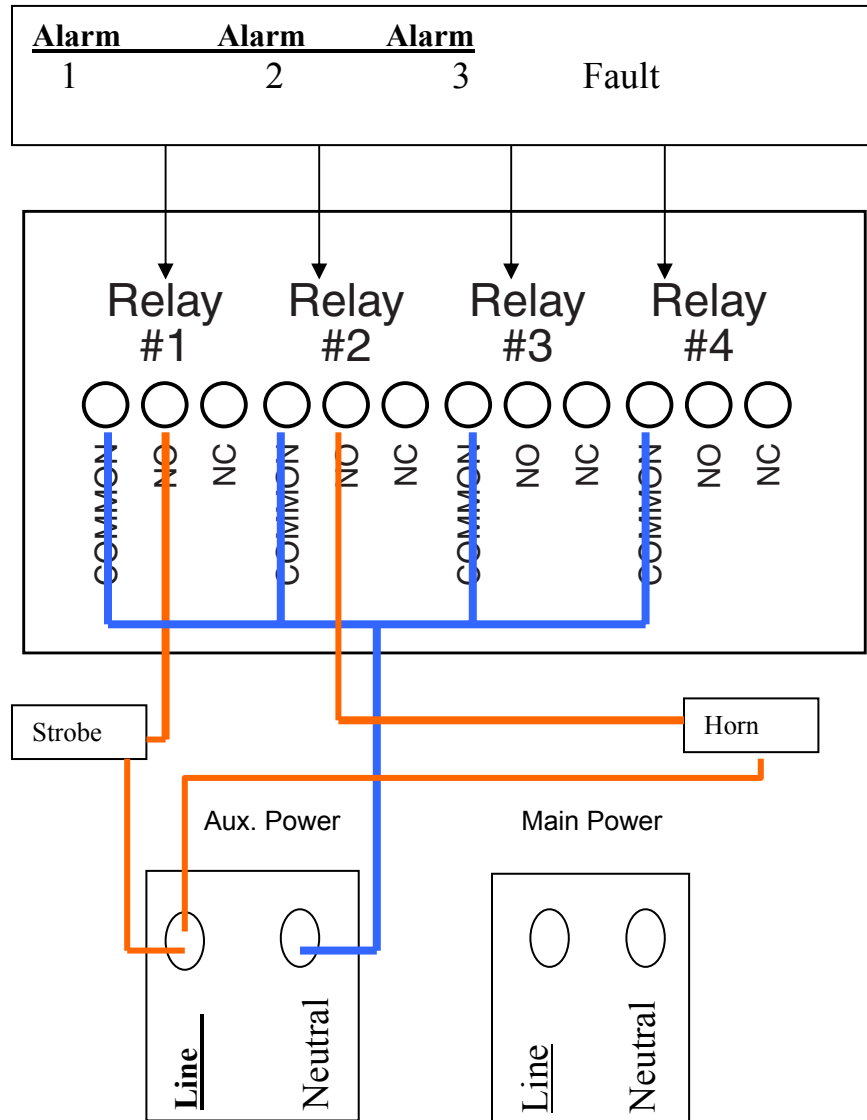 Alarm Alarm Alarm
1 2 3 Fault
Relay Relay Relay Relay
#1 #2 #3 #4
COMMON NO NC COMMON NO NC COMMON NO NC COMMON NO NC
Strobe Horn
Aux. Power Main Power
Line Neutral Line Neutral